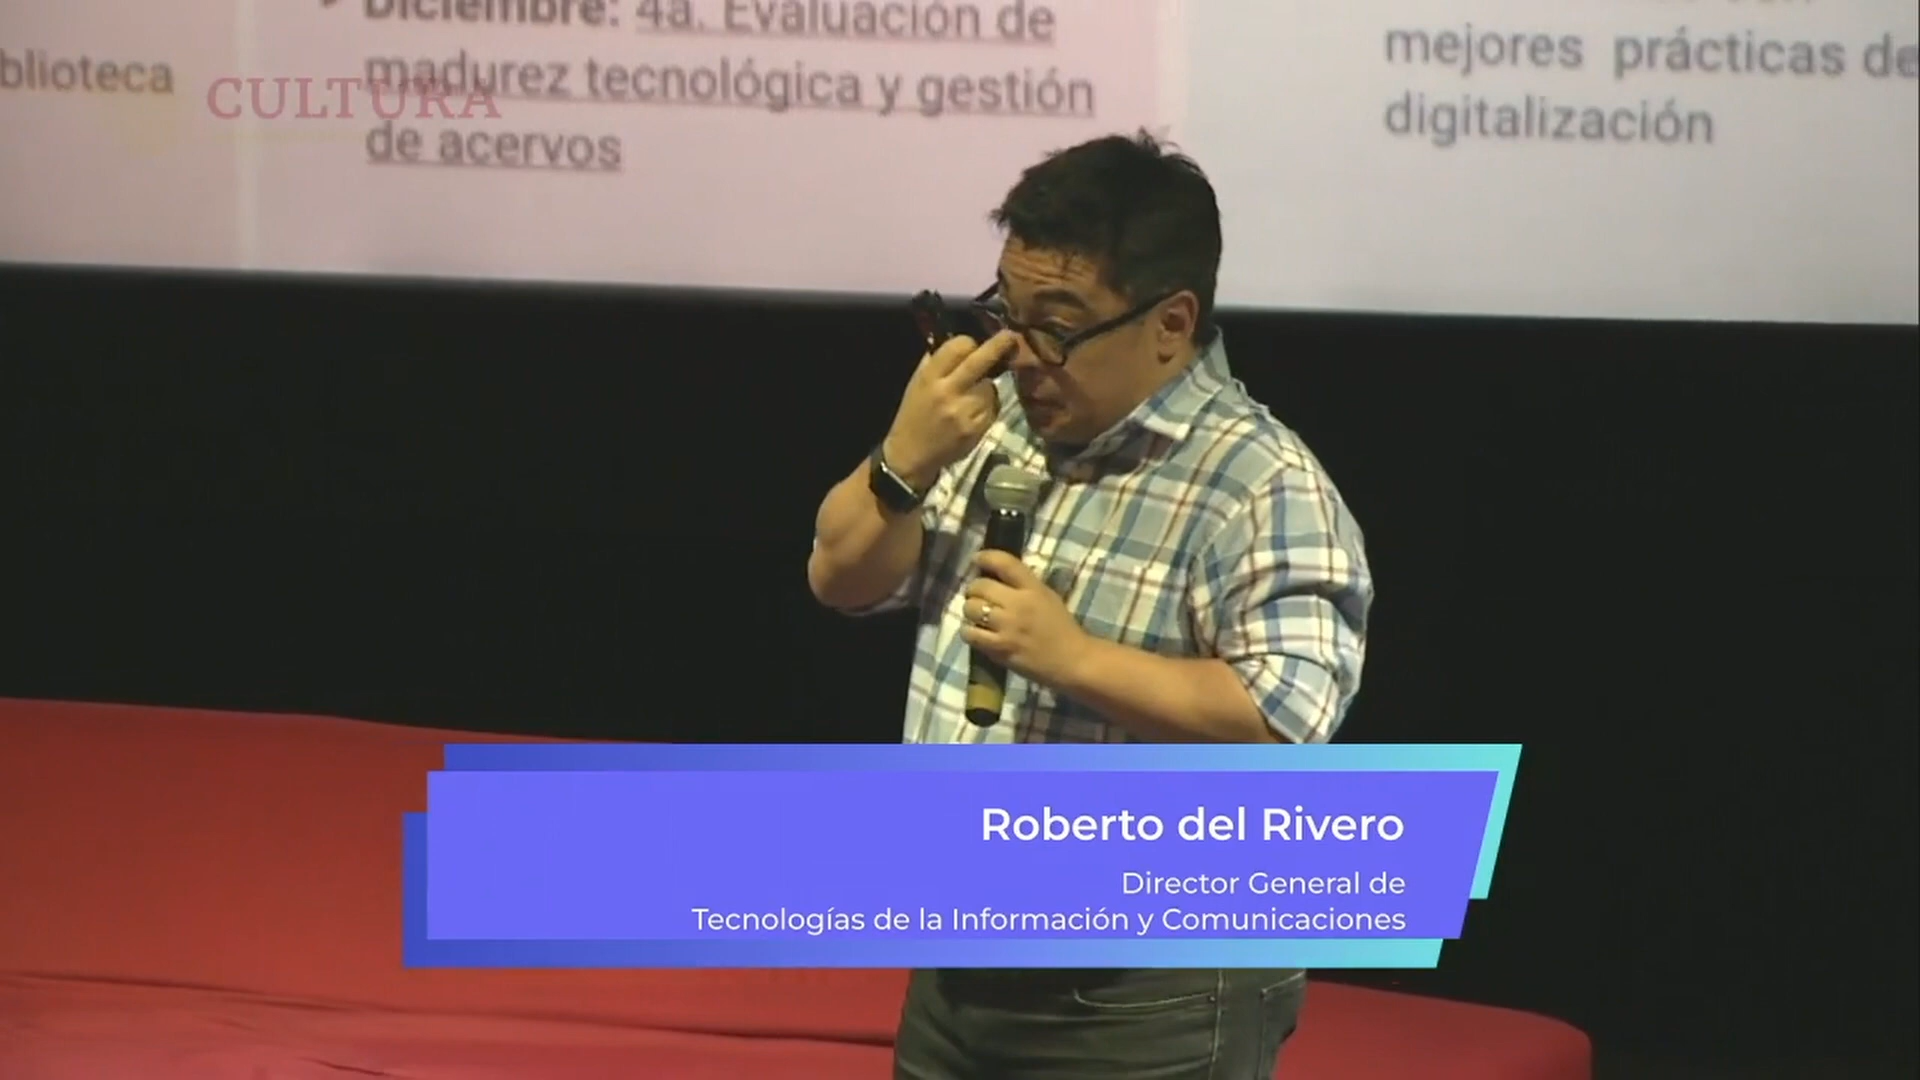 Diciembre: 4a. Evaluación de
madurez tecnológica y gestión
de acervos
blioteca
CULTURA
mejores prácticas de
digitalización
Roberto del Rivero
Director General de
Tecnologías de la Información y Comunicaciones